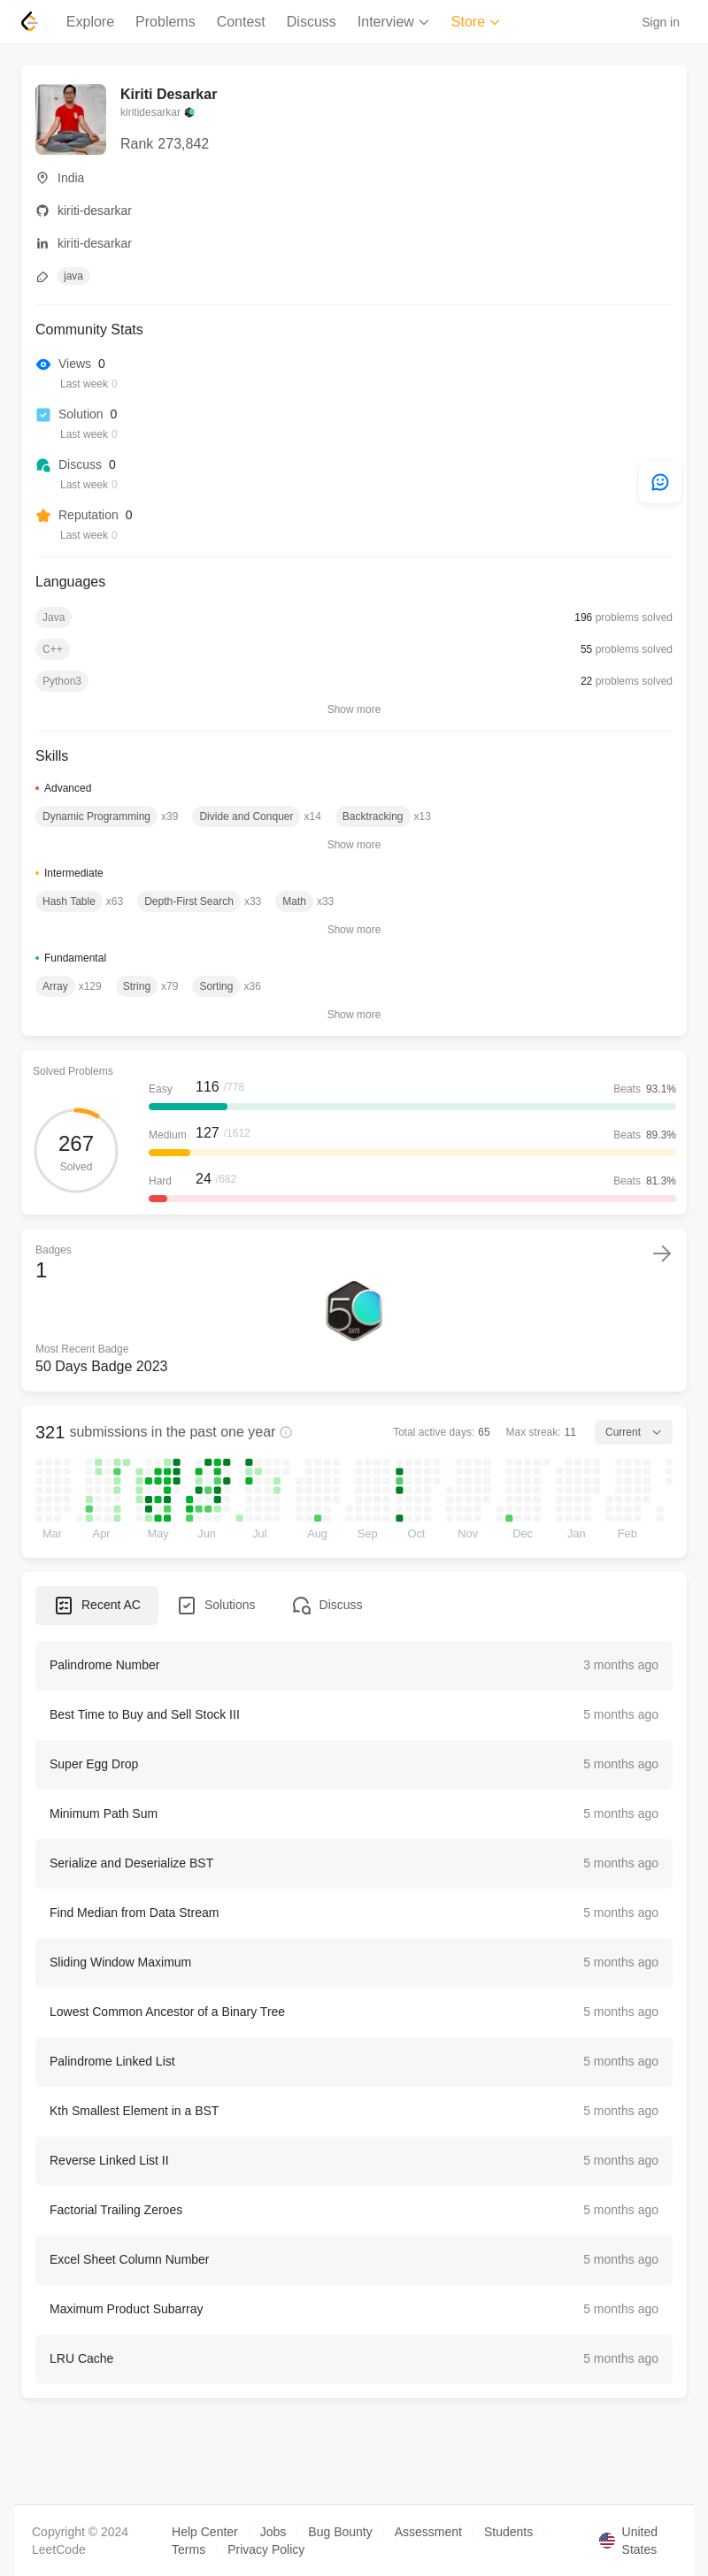 Explore Problems Contest Discuss Interview Store Sign in
Kiriti Desarkar
kiritidesarkar
Rank 273,842
India
kiriti-desarkar
kiriti-desarkar
java
Community Stats
Views 0
Last week 0
Solution 0
Last week 0
Discuss 0
Last week 0
Reputation 0
Last week 0
Languages
Java 196 problems solved
C++ 55 problems solved
Python3 22 problems solved
Show more
Skills
Advanced
Dynamic Programming x39 Divide and Conquer x14 Backtracking x13
Show more
Intermediate
Hash Table x63 Depth-First Search x33 Math x33
Show more
Fundamental
Array x129 String x79 Sorting x36
Show more
Solved Problems
267
Solved
Easy 116 /778 Beats 93.1%
Medium 127 /1612 Beats 89.3%
Hard 24 /682 Beats 81.3%
Badges
1
50
DAYS
Most Recent Badge
50 Days Badge 2023
321 submissions in the past one year Total active days: 65 Max streak: 11 Current
Mar Apr May Jun Jul Aug Sep Oct Nov Dec Jan Feb
Recent AC Solutions Discuss
Palindrome Number 3 months ago
Best Time to Buy and Sell Stock III 5 months ago
Super Egg Drop 5 months ago
Minimum Path Sum 5 months ago
Serialize and Deserialize BST 5 months ago
Find Median from Data Stream 5 months ago
Sliding Window Maximum 5 months ago
Lowest Common Ancestor of a Binary Tree 5 months ago
Palindrome Linked List 5 months ago
Kth Smallest Element in a BST 5 months ago
Reverse Linked List II 5 months ago
Factorial Trailing Zeroes 5 months ago
Excel Sheet Column Number 5 months ago
Maximum Product Subarray 5 months ago
LRU Cache 5 months ago
Copyright © 2024
LeetCode
Help Center Jobs Bug Bounty Assessment Students
Terms Privacy Policy
United
States